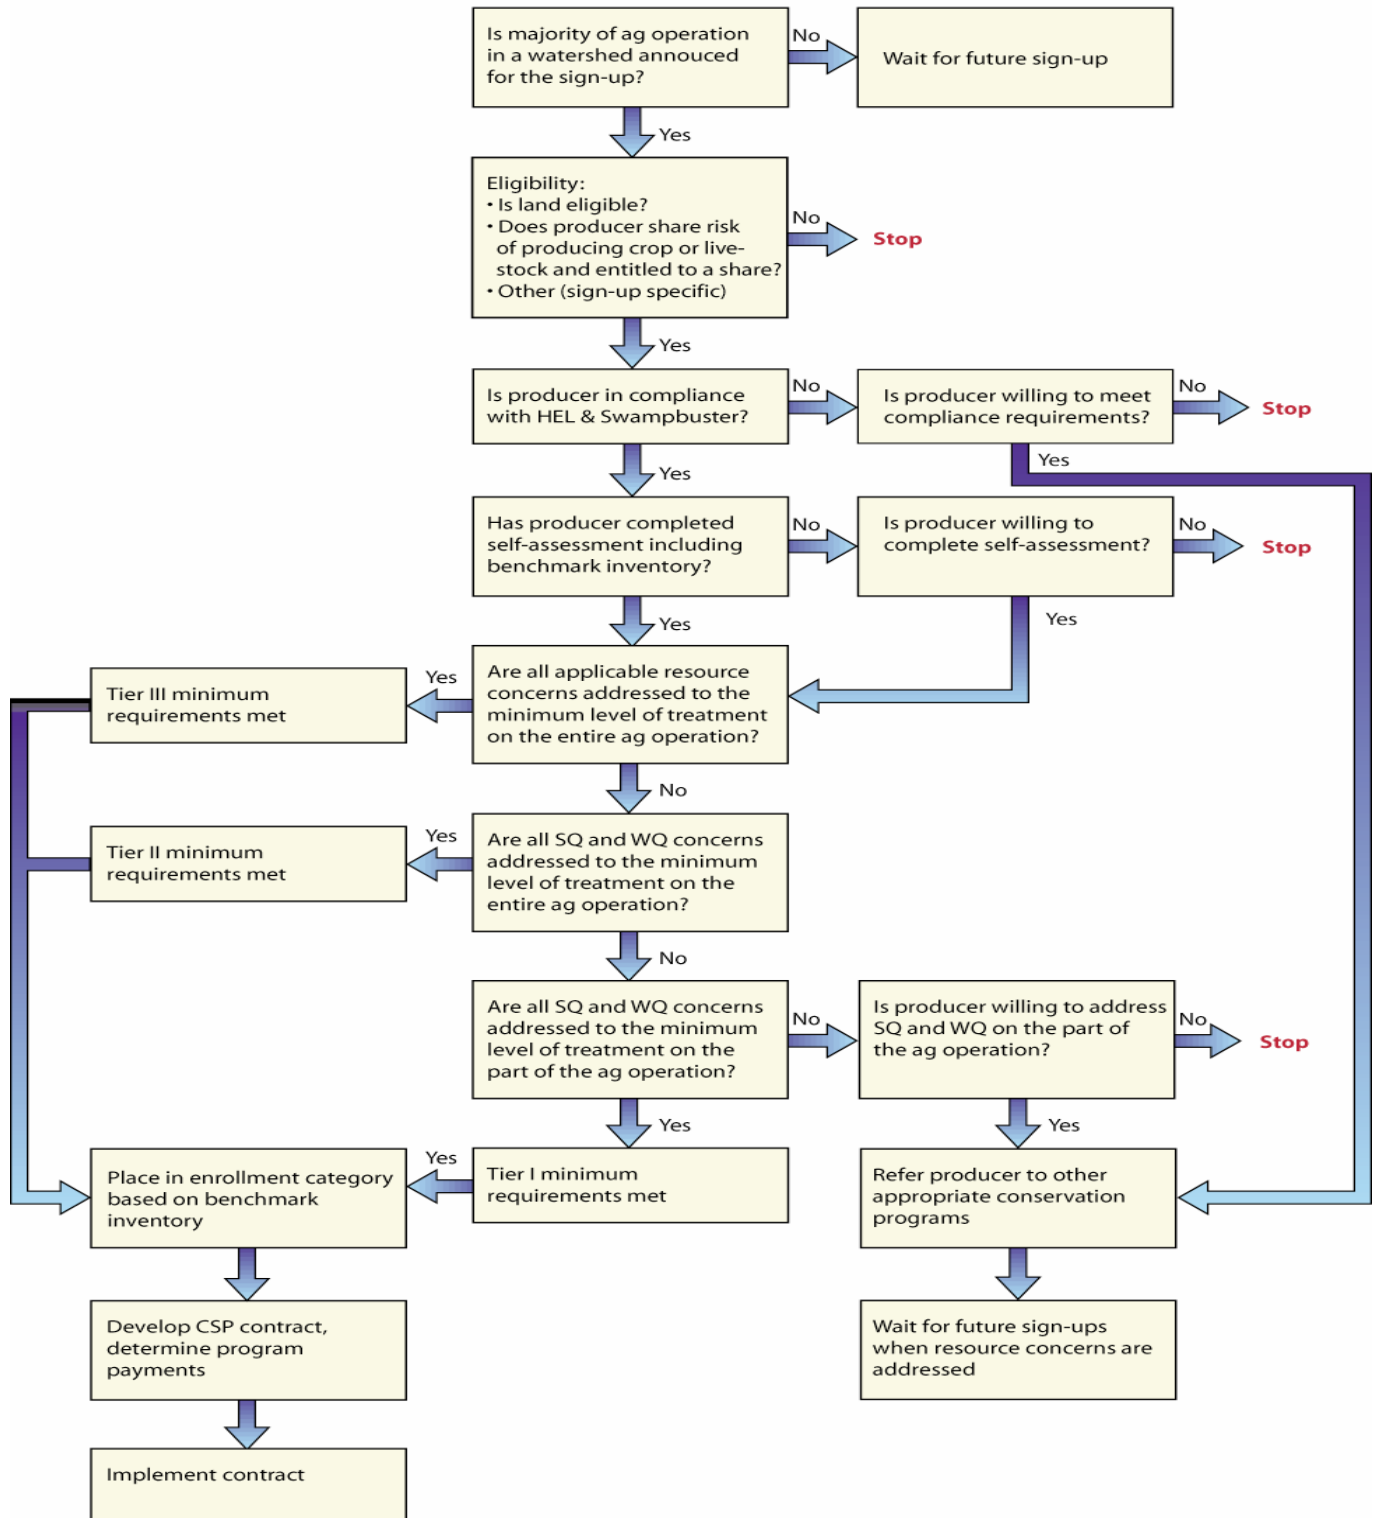 Is majority of ag operation
in a watershed annouced
for the sign-up?
No
Wait for future sign-up
Yes
Eligibility:
• Is land eligible?
• Does producer share risk
of producing crop or live-
stock and entitled to a share?
• Other (sign-up specific)
No
Stop
Yes
Is producer in compliance
with HEL & Swampbuster?
No
Is producer willing to meet
compliance requirements?
No
Stop
Yes
Yes
Has producer completed
self-assessment including
benchmark inventory?
No
Is producer willing to
complete self-assessment?
No
Stop
Yes
Yes
Are all applicable resource
concerns addressed to the
minimum level of treatment
on the entire ag operation?
Yes
Tier III minimum
requirements met
No
Are all SQ and WQ concerns
addressed to the minimum
level of treatment on the
entire ag operation?
Yes
Tier II minimum
requirements met
No
Are all SQ and WQ concerns
addressed to the minimum
level of treatment on the
part of the ag operation?
No
Is producer willing to address
SQ and WQ on the part of
the ag operation?
No
Stop
Yes
Yes
Tier I minimum
requirements met
Yes
Place in enrollment category
based on benchmark
inventory
Refer producer to other
appropriate conservation
programs
Develop CSP contract,
determine program
payments
Wait for future sign-ups
when resource concerns are
addressed
Implement contract